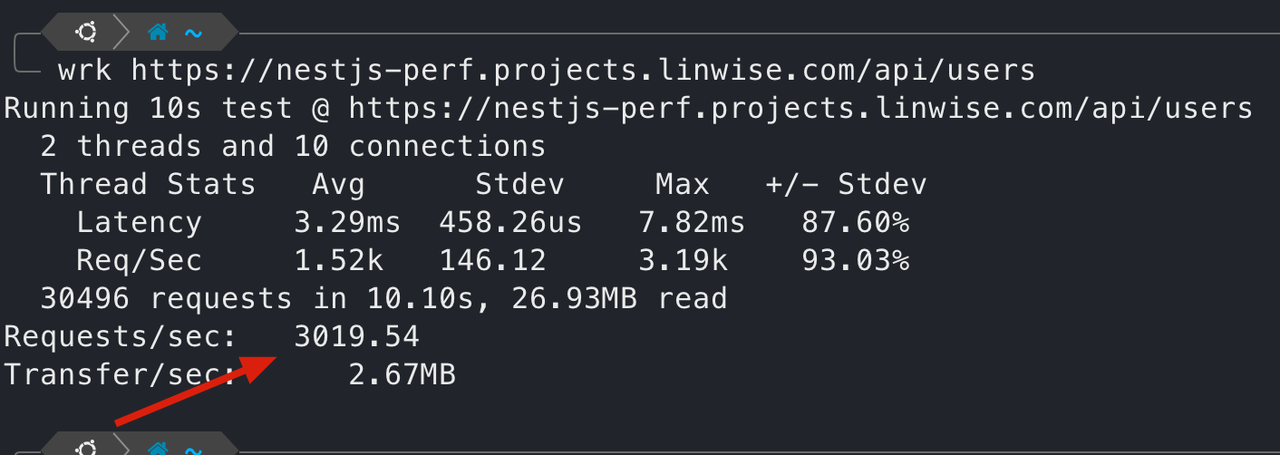 ~
wrk https://nestjs-perf.projects.linwise.com/api/users
Running 10s test @ https://nestjs-perf.projects.linwise.com/api/users
2 threads and 10 connections
Thread Stats Avg Stdev Max +/- Stdev
Latency 3.29ms 458.26us 7.82ms 87.60%
Req/Sec 1.52k 146.12 3.19k 93.03%
30496 requests in 10.10s, 26.93MB read
Requests/sec: 3019.54
Transfer/sec: 2.67MB
~